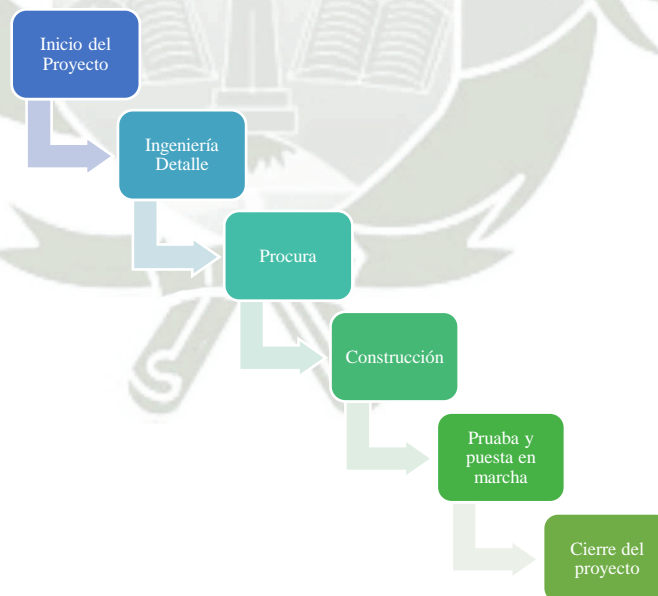 Inicio del
Proyecto
Ingeniería
Detalle
Procura
Construcción
Pruaba y
puesta en
marcha
Cierre del
proyecto